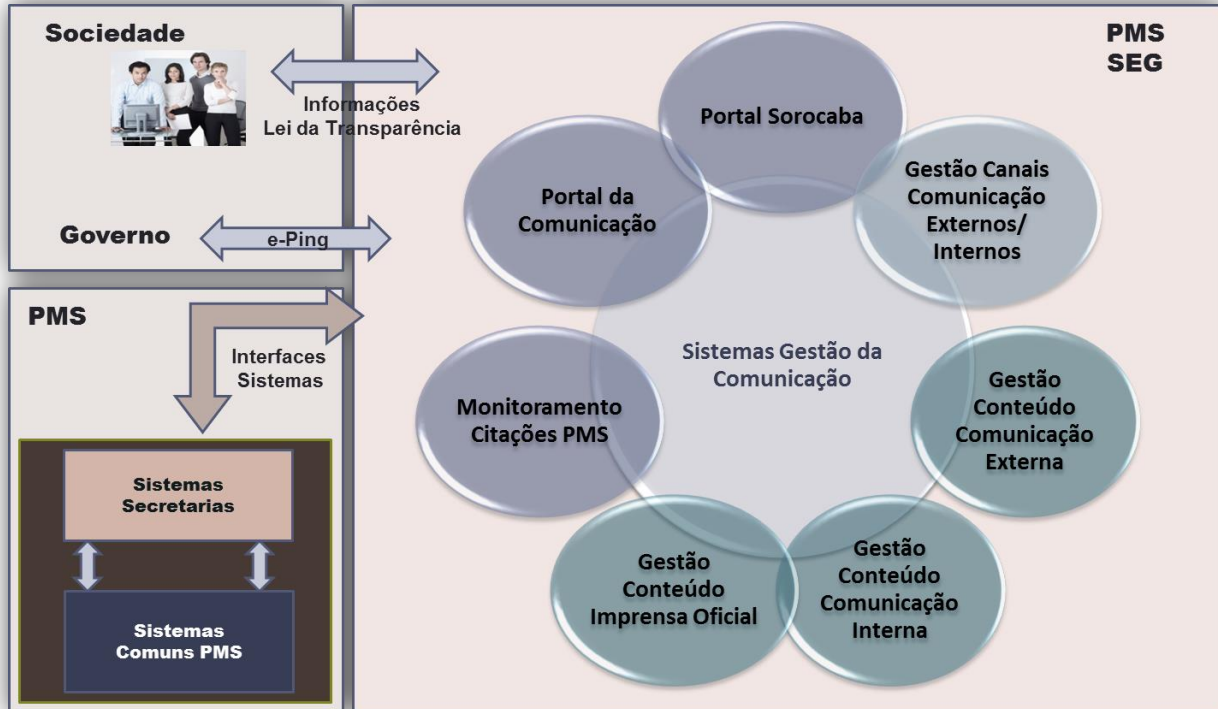 Sociedade
Informações
Lei da Transparência
Governo
e-Ping
PMS
Interfaces
Sistemas
Sistemas
Secretarias
Sistemas
Comuns PMS
PMS
SEG
Portal Sorocaba
Gestão Canais
Comunicação
Externos/
Internos
Portal da
Comunicação
Sistemas Gestão da
Comunicação
Gestão
Conteúdo
Comunicação
Externa
Monitoramento
Citações PMS
Gestão
Conteúdo
Comunicação
Interna
Gestão
Conteúdo
Imprensa Oficial